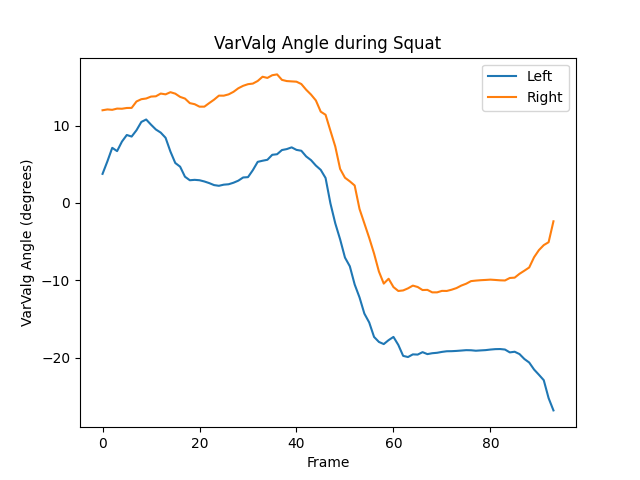 VarValg Angle during Squat
Left
Right
VarValg Angle (degrees)
10
0
−10
−20
0
20
40
60
80
Frame